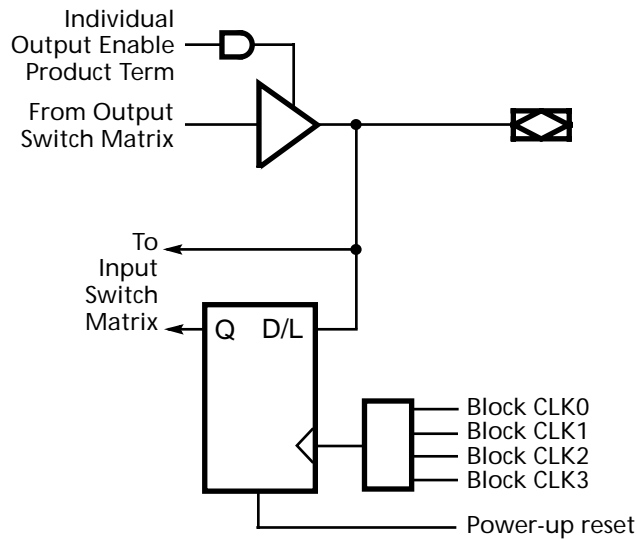 Individual
Output Enable
Product Term
From Output
Switch Matrix
To
Input
Switch
Matrix
Q D/L
Block CLK0
Block CLK1
Block CLK2
Block CLK3
Power-up reset